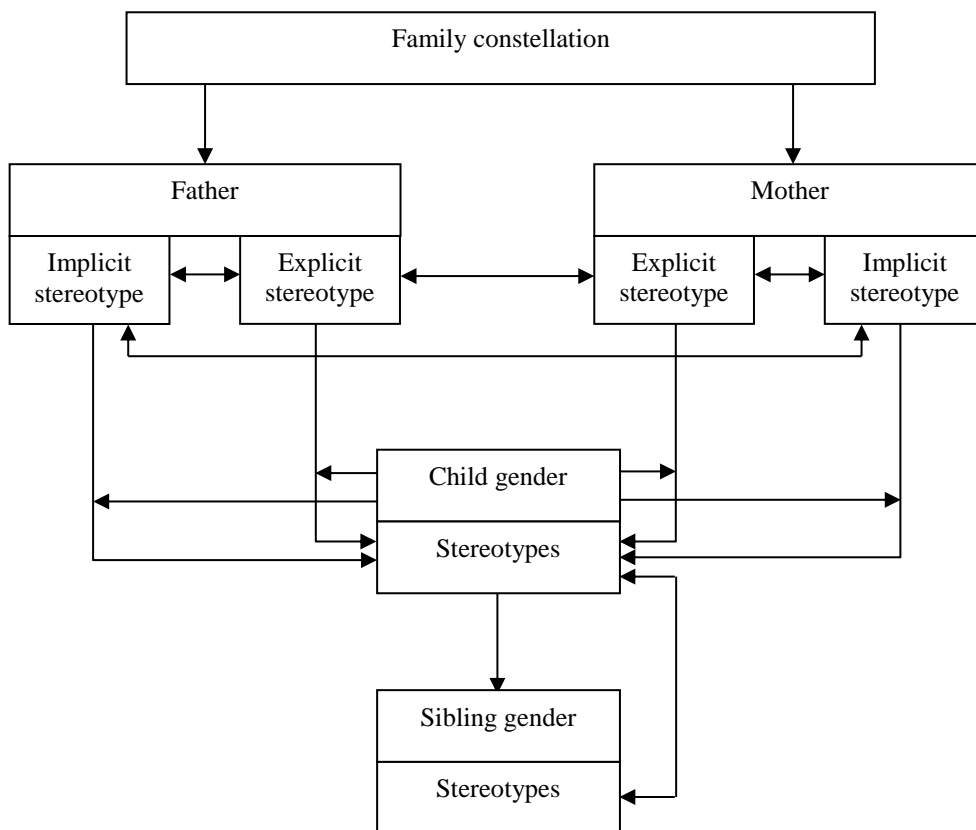 Family constellation
Father
Mother
Implicit
stereotype
Explicit
stereotype
Explicit
stereotype
Implicit
stereotype
Child gender
Stereotypes
Sibling gender
Stereotypes